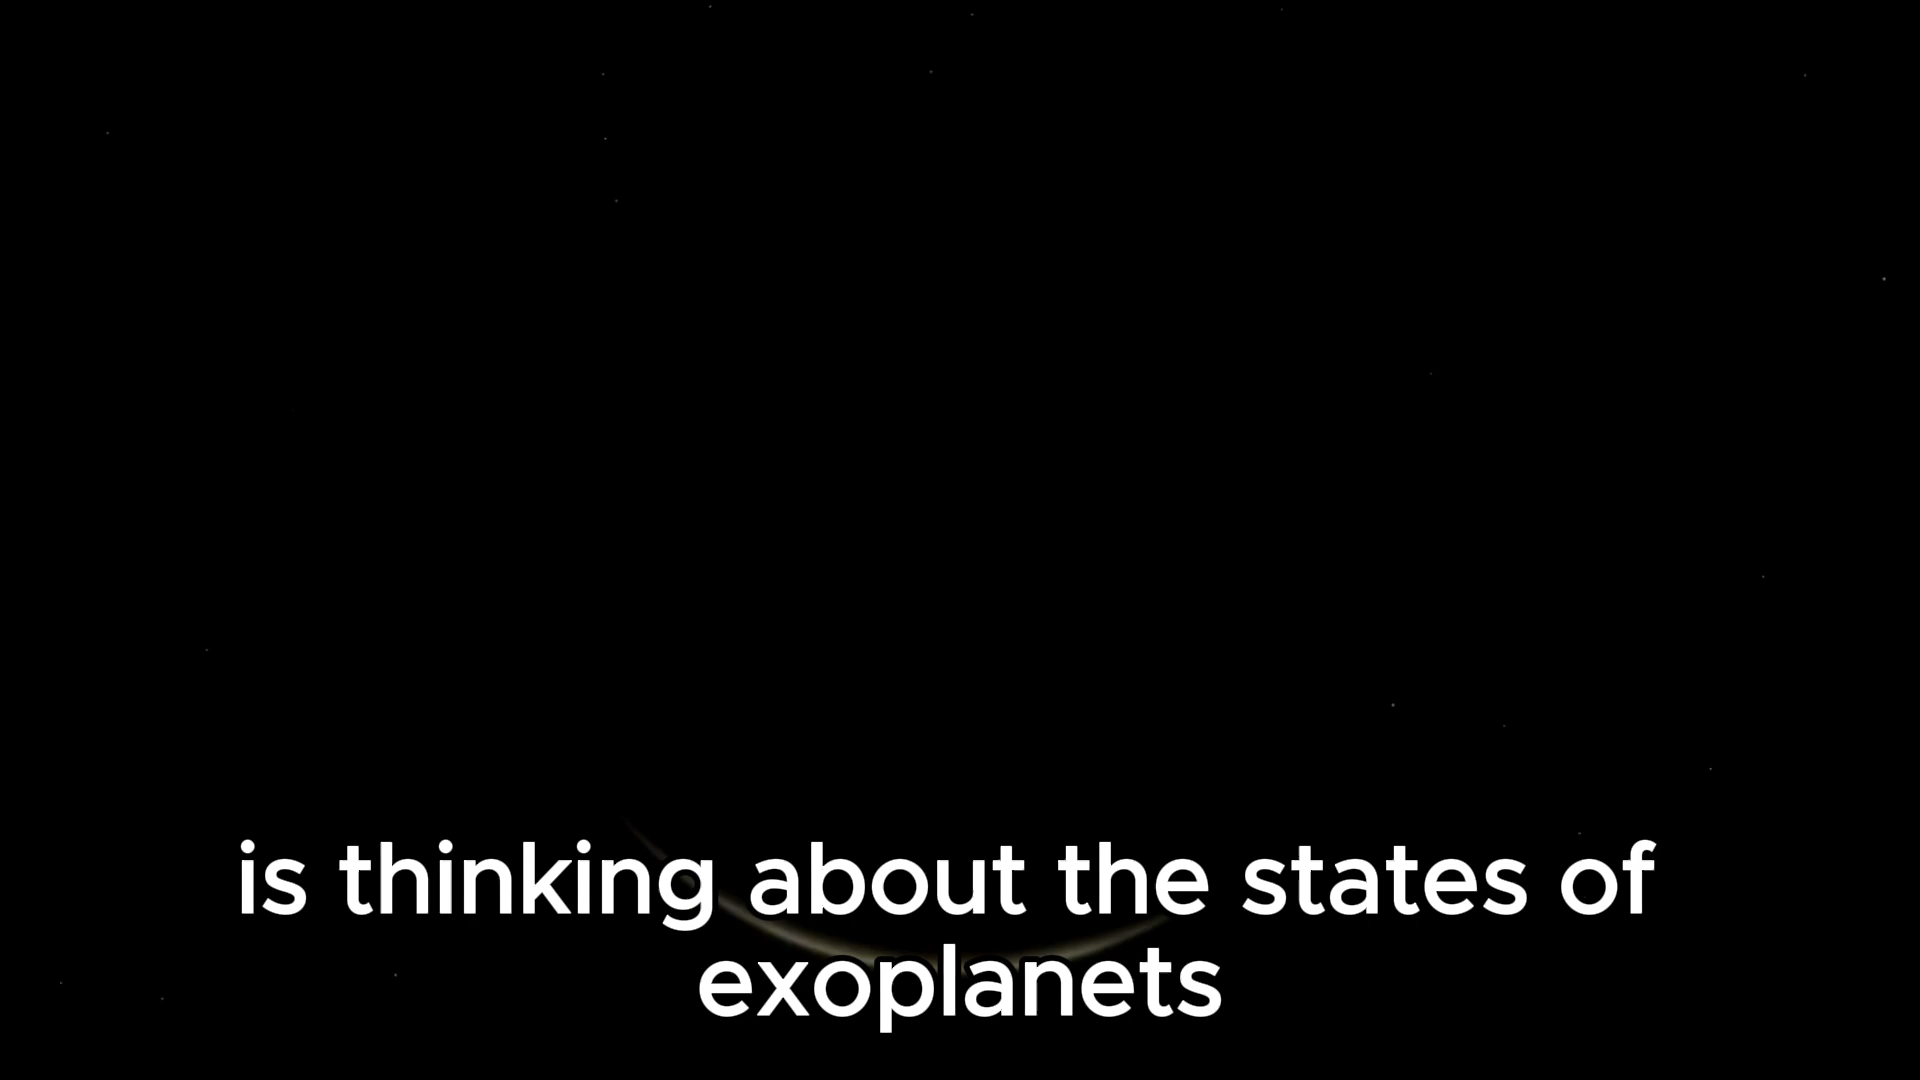 is thinking about the states of
exoplanets